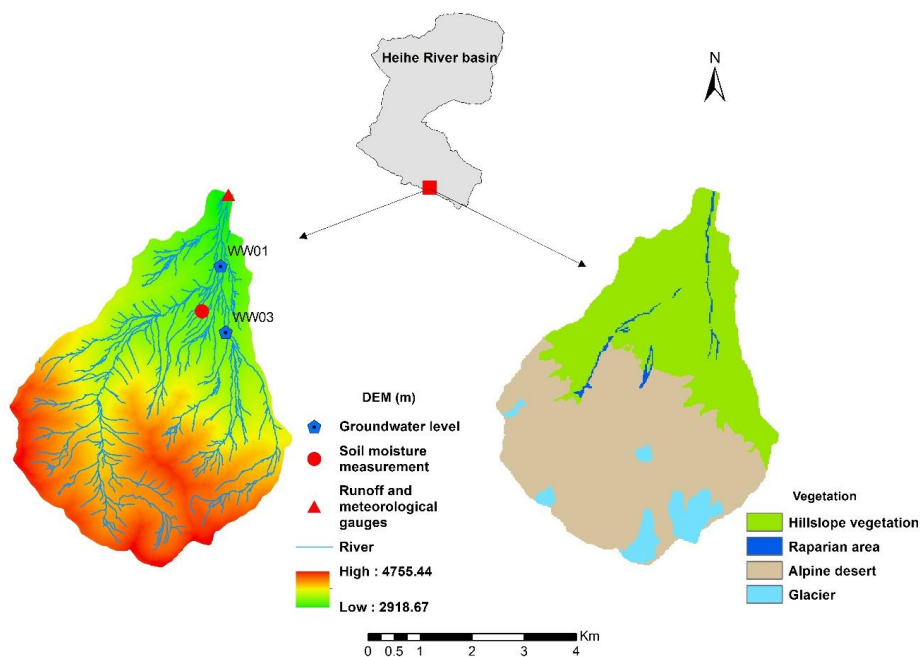 Heihe River basin
N
WW01
WW03
DEM (m)
Groundwater level
Soil moisture
measurement
Runoff and
meteorological
gauges
River
High : 4755.44
Low : 2918.67
Vegetation
Hillslope vegetation
Raparian area
Alpine desert
Glacier
Km
0 0.5 1 2 3 4